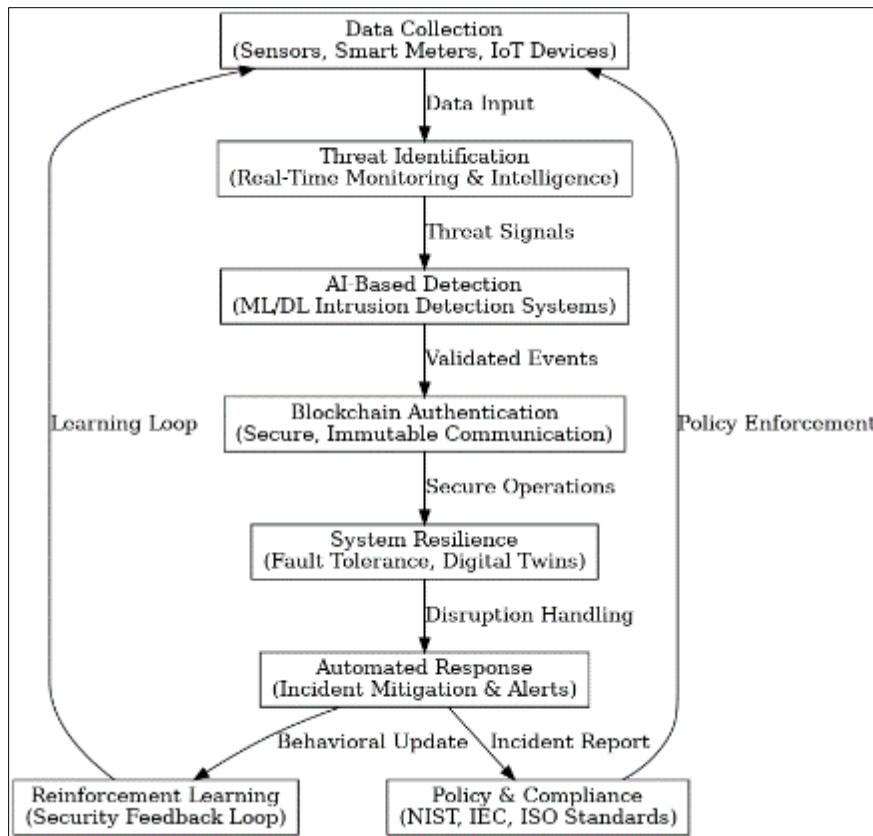 Data Collection
(Sensors, Smart Meters, IoT Devices)
Data Input
Threat Identification
(Real-Time Monitoring & Intelligence)
Threat Signals
AI-Based Detection
(ML/DL Intrusion Detection Systems)
Validated Events
Learning Loop
Blockchain Authentication
(Secure, Immutable Communication)
Policy Enforcement
Secure Operations
System Resilience
(Fault Tolerance, Digital Twins)
Disruption Handling
Automated Response
(Incident Mitigation & Alerts)
Behavioral Update
Incident Report
Reinforcement Learning
(Security Feedback Loop)
Policy & Compliance
(NIST, IEC, ISO Standards)